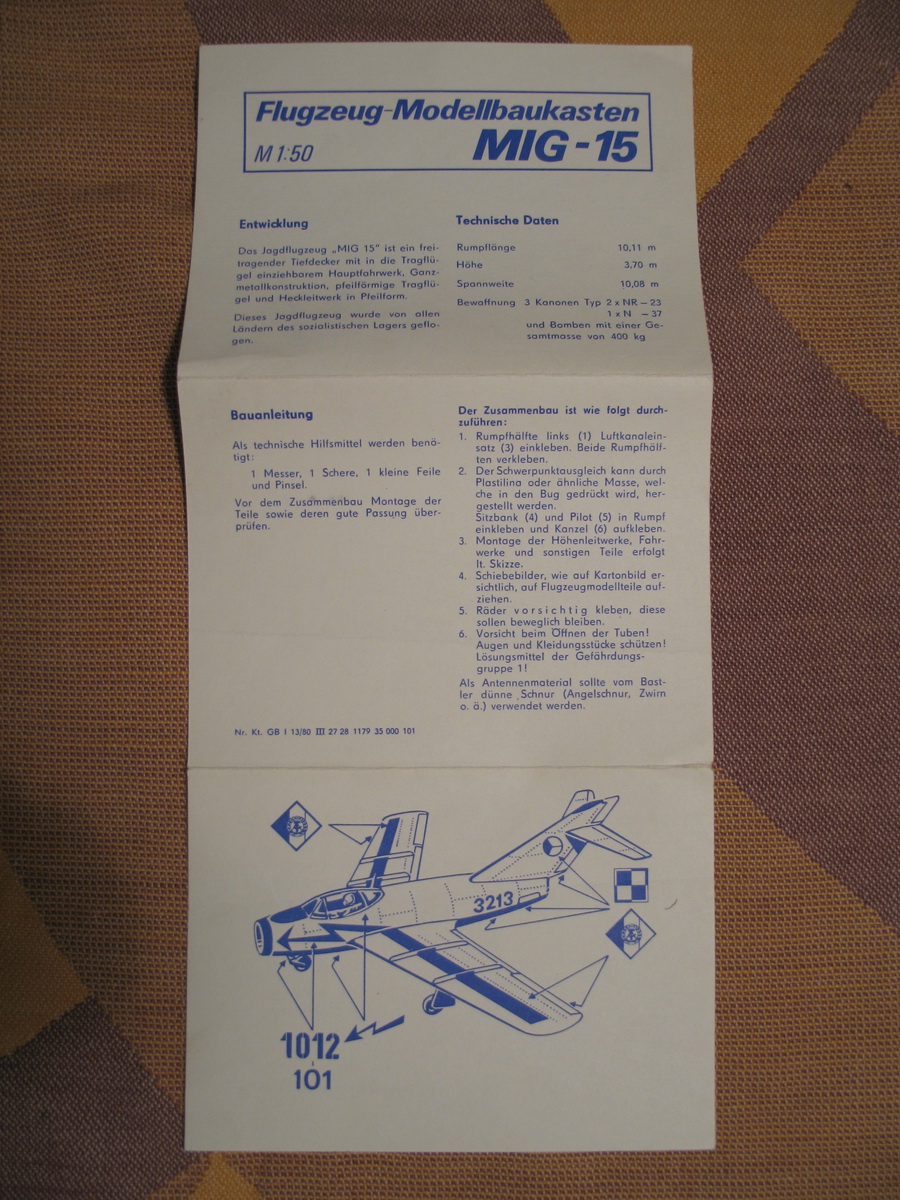 Flugzeug-Modellbaukasten
M 1:50 MIG-15
Entwicklung
Das Jagdflugzeug „MIG 15" ist ein frei-
tragender Tiefdecker mit in die Tragflü-
gel einziehbarem Hauptfahrwerk, Ganz-
metallkonstruktion, pfeilförmige Tragflü-
gel und Heckleitwerk in Pfeilform.
Dieses Jagdflugzeug wurde von allen
Ländern des sozialistischen Lagers geflo-
gen.
Technische Daten
Rumpflänge 10,11 m
Höhe 3,70 m
Spannweite 10,08 m
Bewaffnung 3 Kanonen Typ 2 x NR – 23
1 x N – 37
und Bomben mit einer Ge-
samtmasse von 400 kg
Bauanleitung
Als technische Hilfsmittel werden benö-
tigt:
1 Messer, 1 Schere, 1 kleine Feile
und Pinsel.
Vor dem Zusammenbau Montage der
Teile sowie deren gute Passung über-
prüfen.
Nr. Kt. GB I 13/80 III 27 28 1179 35 000 101
Der Zusammenbau ist wie folgt durch-
zuführen:
1. Rumpfhälfte links (1) Luftkanalein-
satz (3) einkleben. Beide Rumpfhälf-
ten verkleben.
2. Der Schwerpunktausgleich kann durch
Plastilina oder ähnliche Masse, wel-
che in den Bug gedrückt wird, her-
gestellt werden.
Sitzbank (4) und Pilot (5) in Rumpf
einkleben und Kanzel (6) aufkleben.
3. Montage der Höhenleitwerke, Fahr-
werke und sonstigen Teile erfolgt
lt. Skizze.
4. Schiebebilder, wie auf Kartonbild er-
sichtlich, auf Flugzeugmodellteile auf-
ziehen.
5. Räder vorsichtig kleben, diese
sollen beweglich bleiben.
6. Vorsicht beim Öffnen der Tuben!
Augen und Kleidungsstücke schützen!
Lösungsmittel der Gefährdungs-
gruppe 1!
Als Antennenmaterial sollte vom Bast-
ler dünne Schnur (Angelschnur, Zwirn
o. ä.) verwendet werden.
3213
1012
101